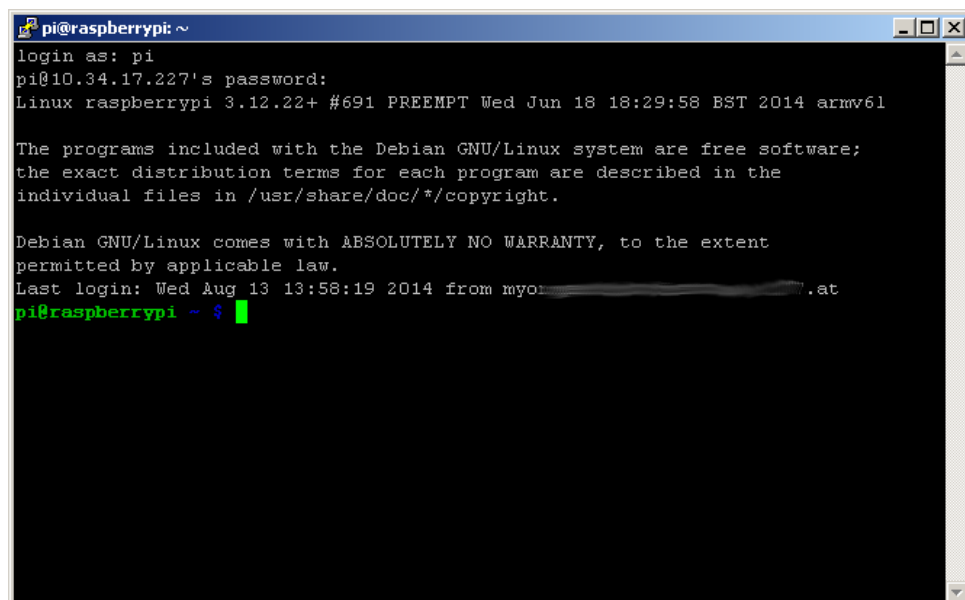 pi@raspberrypi: ~
login as: pi
pi@10.34.17.227's password:
Linux raspberrypi 3.12.22+ #691 PREEMPT Wed Jun 18 18:29:58 BST 2014 armv6l
The programs included with the Debian GNU/Linux system are free software;
the exact distribution terms for each program are described in the
individual files in /usr/share/doc/*/copyright.
Debian GNU/Linux comes with ABSOLUTELY NO WARRANTY, to the extent
permitted by applicable law.
Last login: Wed Aug 13 13:58:19 2014 from .at
pi@raspberrypi ~ $